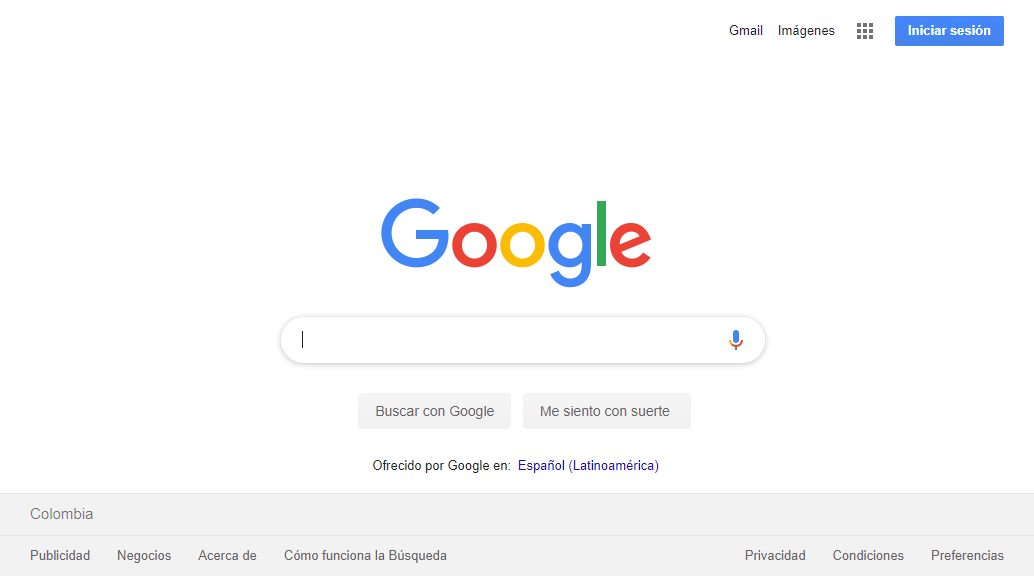 Gmail Imágenes Iniciar sesión
Google
Buscar con Google Me siento con suerte
Ofrecido por Google en: Español (Latinoamérica)
Colombia
Publicidad Negocios Acerca de Cómo funciona la Búsqueda Privacidad Condiciones Preferencias